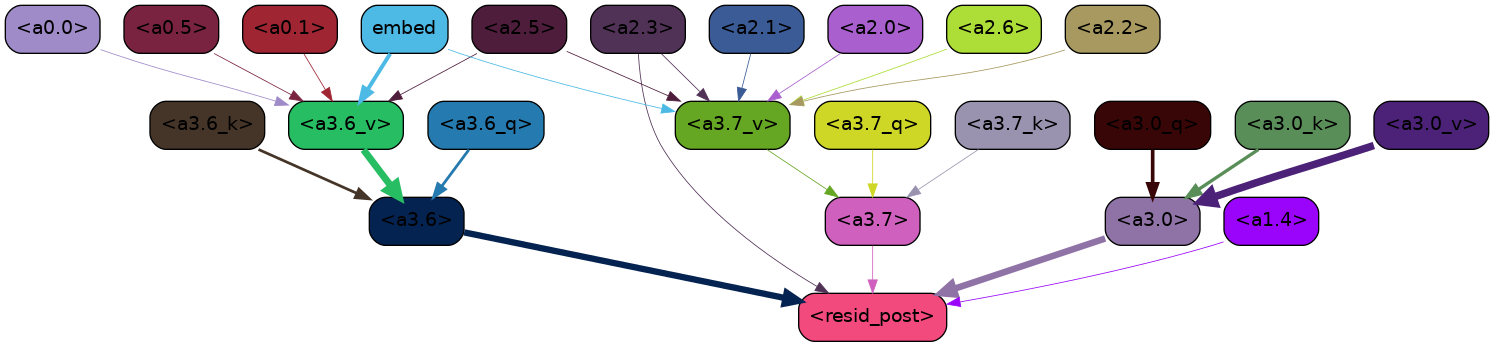 <a0.0> <a0.5> <a0.1> embed <a2.5> <a2.3> <a2.1> <a2.0> <a2.6> <a2.2>
<a3.6_k> <a3.6_v> <a3.6_q> <a3.7_v> <a3.7_q> <a3.7_k> <a3.0_q> <a3.0_k> <a3.0_v>
<a3.6> <a3.7> <a3.0> <a1.4>
<resid_post>